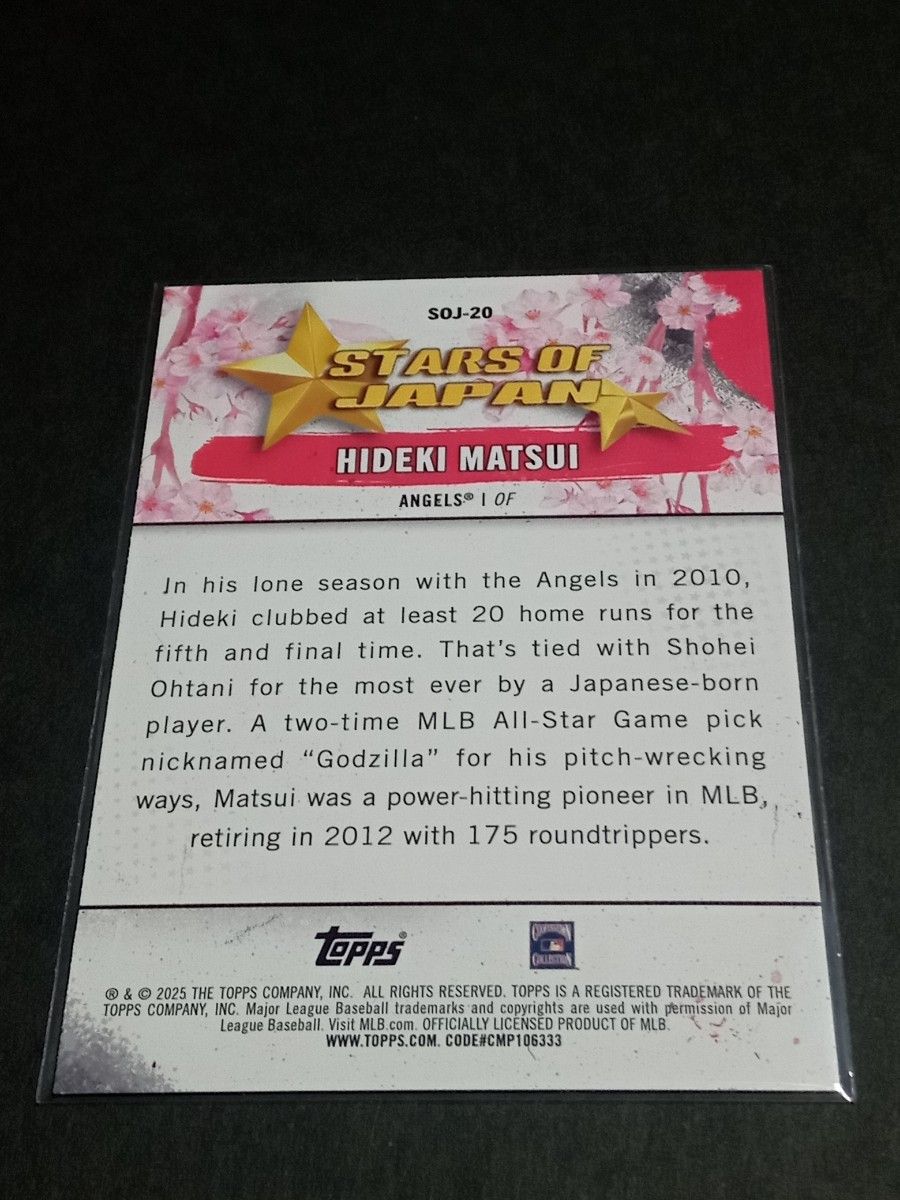 SOJ-20
STARS OF
JAPAN
HIDEKI MATSUI
ANGELS® | OF
In his lone season with the Angels in 2010,
Hideki clubbed at least 20 home runs for the
fifth and final time. That's tied with Shohei
Ohtani for the most ever by a Japanese-born
player. A two-time MLB All-Star Game pick
nicknamed “Godzilla” for his pitch-wrecking
ways, Matsui was a power-hitting pioneer in MLB,
retiring in 2012 with 175 roundtrippers.
topps®
COOPERSTOWN
COLLECTION
® & © 2025 THE TOPPS COMPANY, INC. ALL RIGHTS RESERVED. TOPPS IS A REGISTERED TRADEMARK OF THE
TOPPS COMPANY, INC. Major League Baseball trademarks and copyrights are used with permission of Major
League Baseball. Visit MLB.com. OFFICIALLY LICENSED PRODUCT OF MLB.
WWW.TOPPS.COM. CODE#CMP106333